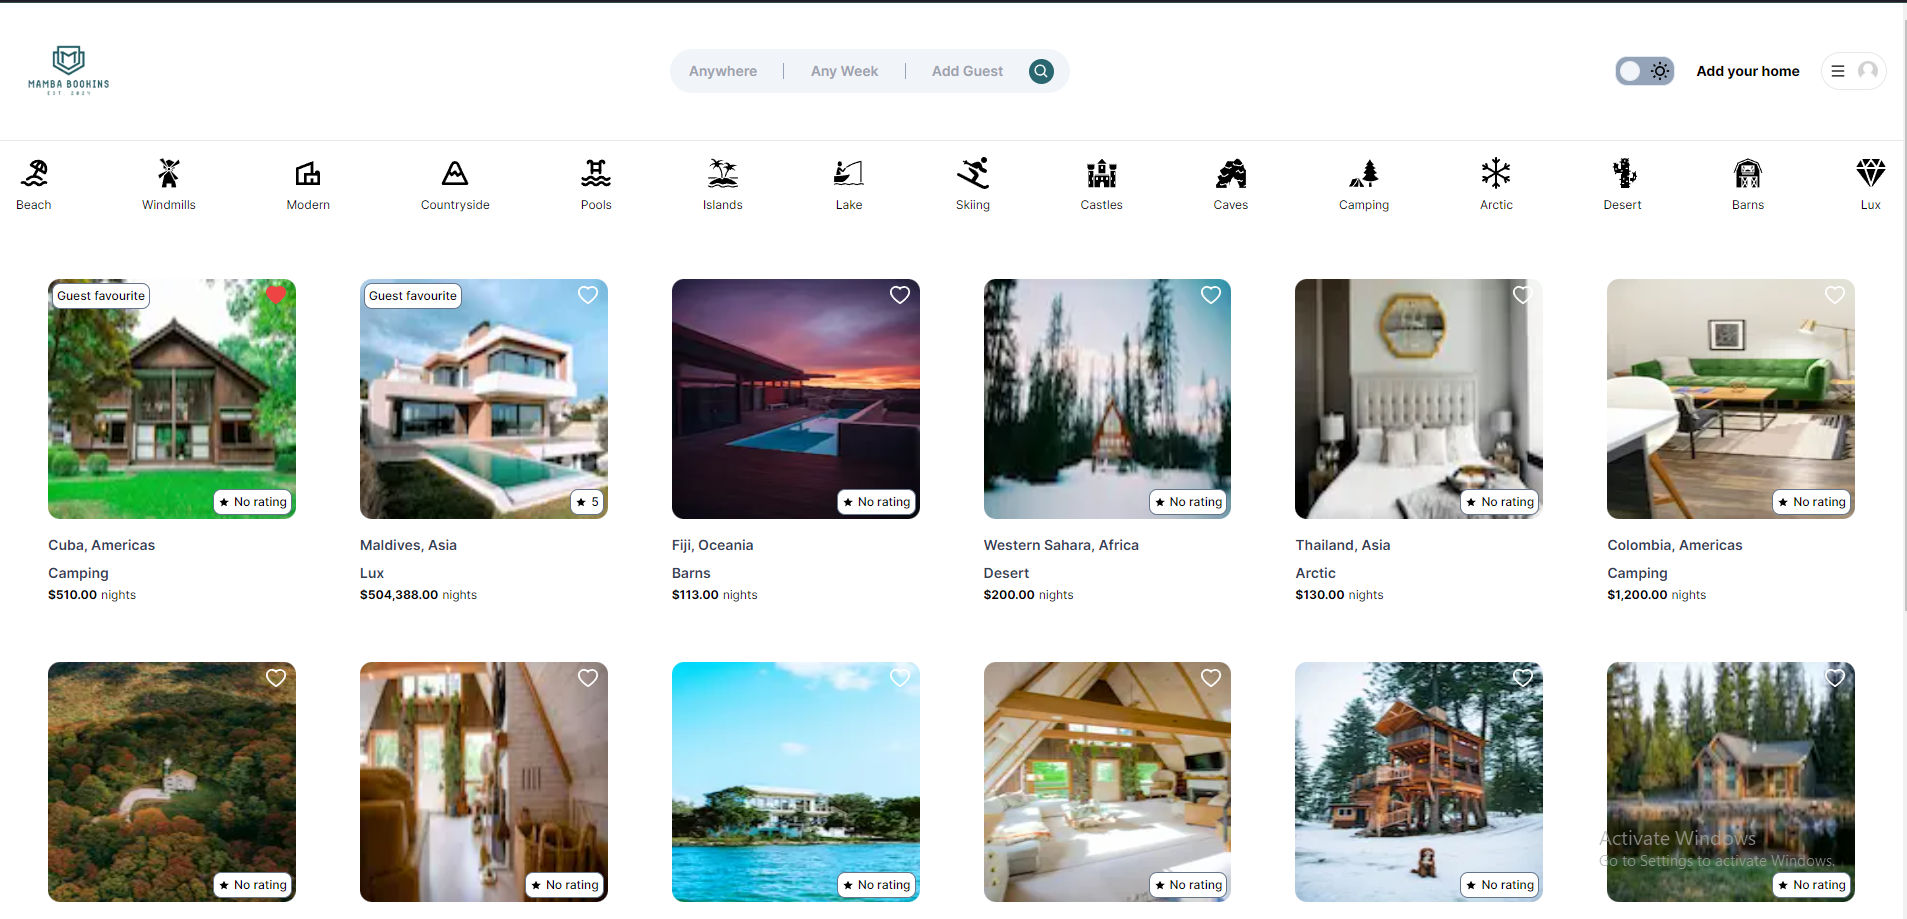 MAMBA BOOKINS
EST. 2024
Anywhere
Any Week
Add Guest
Add your home
Beach
Windmills
Modern
Countryside
Pools
Islands
Lake
Skiing
Castles
Caves
Camping
Arctic
Desert
Barns
Lux
Guest favourite
No rating
Guest favourite
5
No rating
No rating
No rating
No rating
Cuba, Americas
Camping
$510.00 nights
Maldives, Asia
Lux
$504,388.00 nights
Fiji, Oceania
Barns
$113.00 nights
Western Sahara, Africa
Desert
$200.00 nights
Thailand, Asia
Arctic
$130.00 nights
Colombia, Americas
Camping
$1,200.00 nights
No rating
No rating
No rating
No rating
No rating
Activate Windows
Go to Settings to activate Windows.
No rating